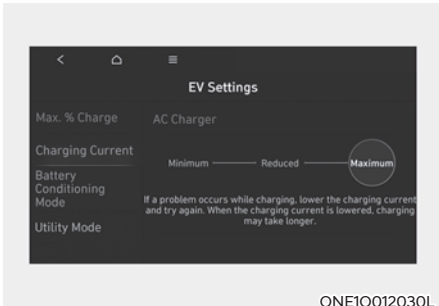 EV Settings
Max. % Charge
AC Charger
Charging Current
Minimum
Reduced
Maximum
Battery
Conditioning
Mode
If a problem occurs while charging, lower the charging current
and try again. When the charging current is lowered, charging
may take longer.
Utility Mode
ONE1Q012030L